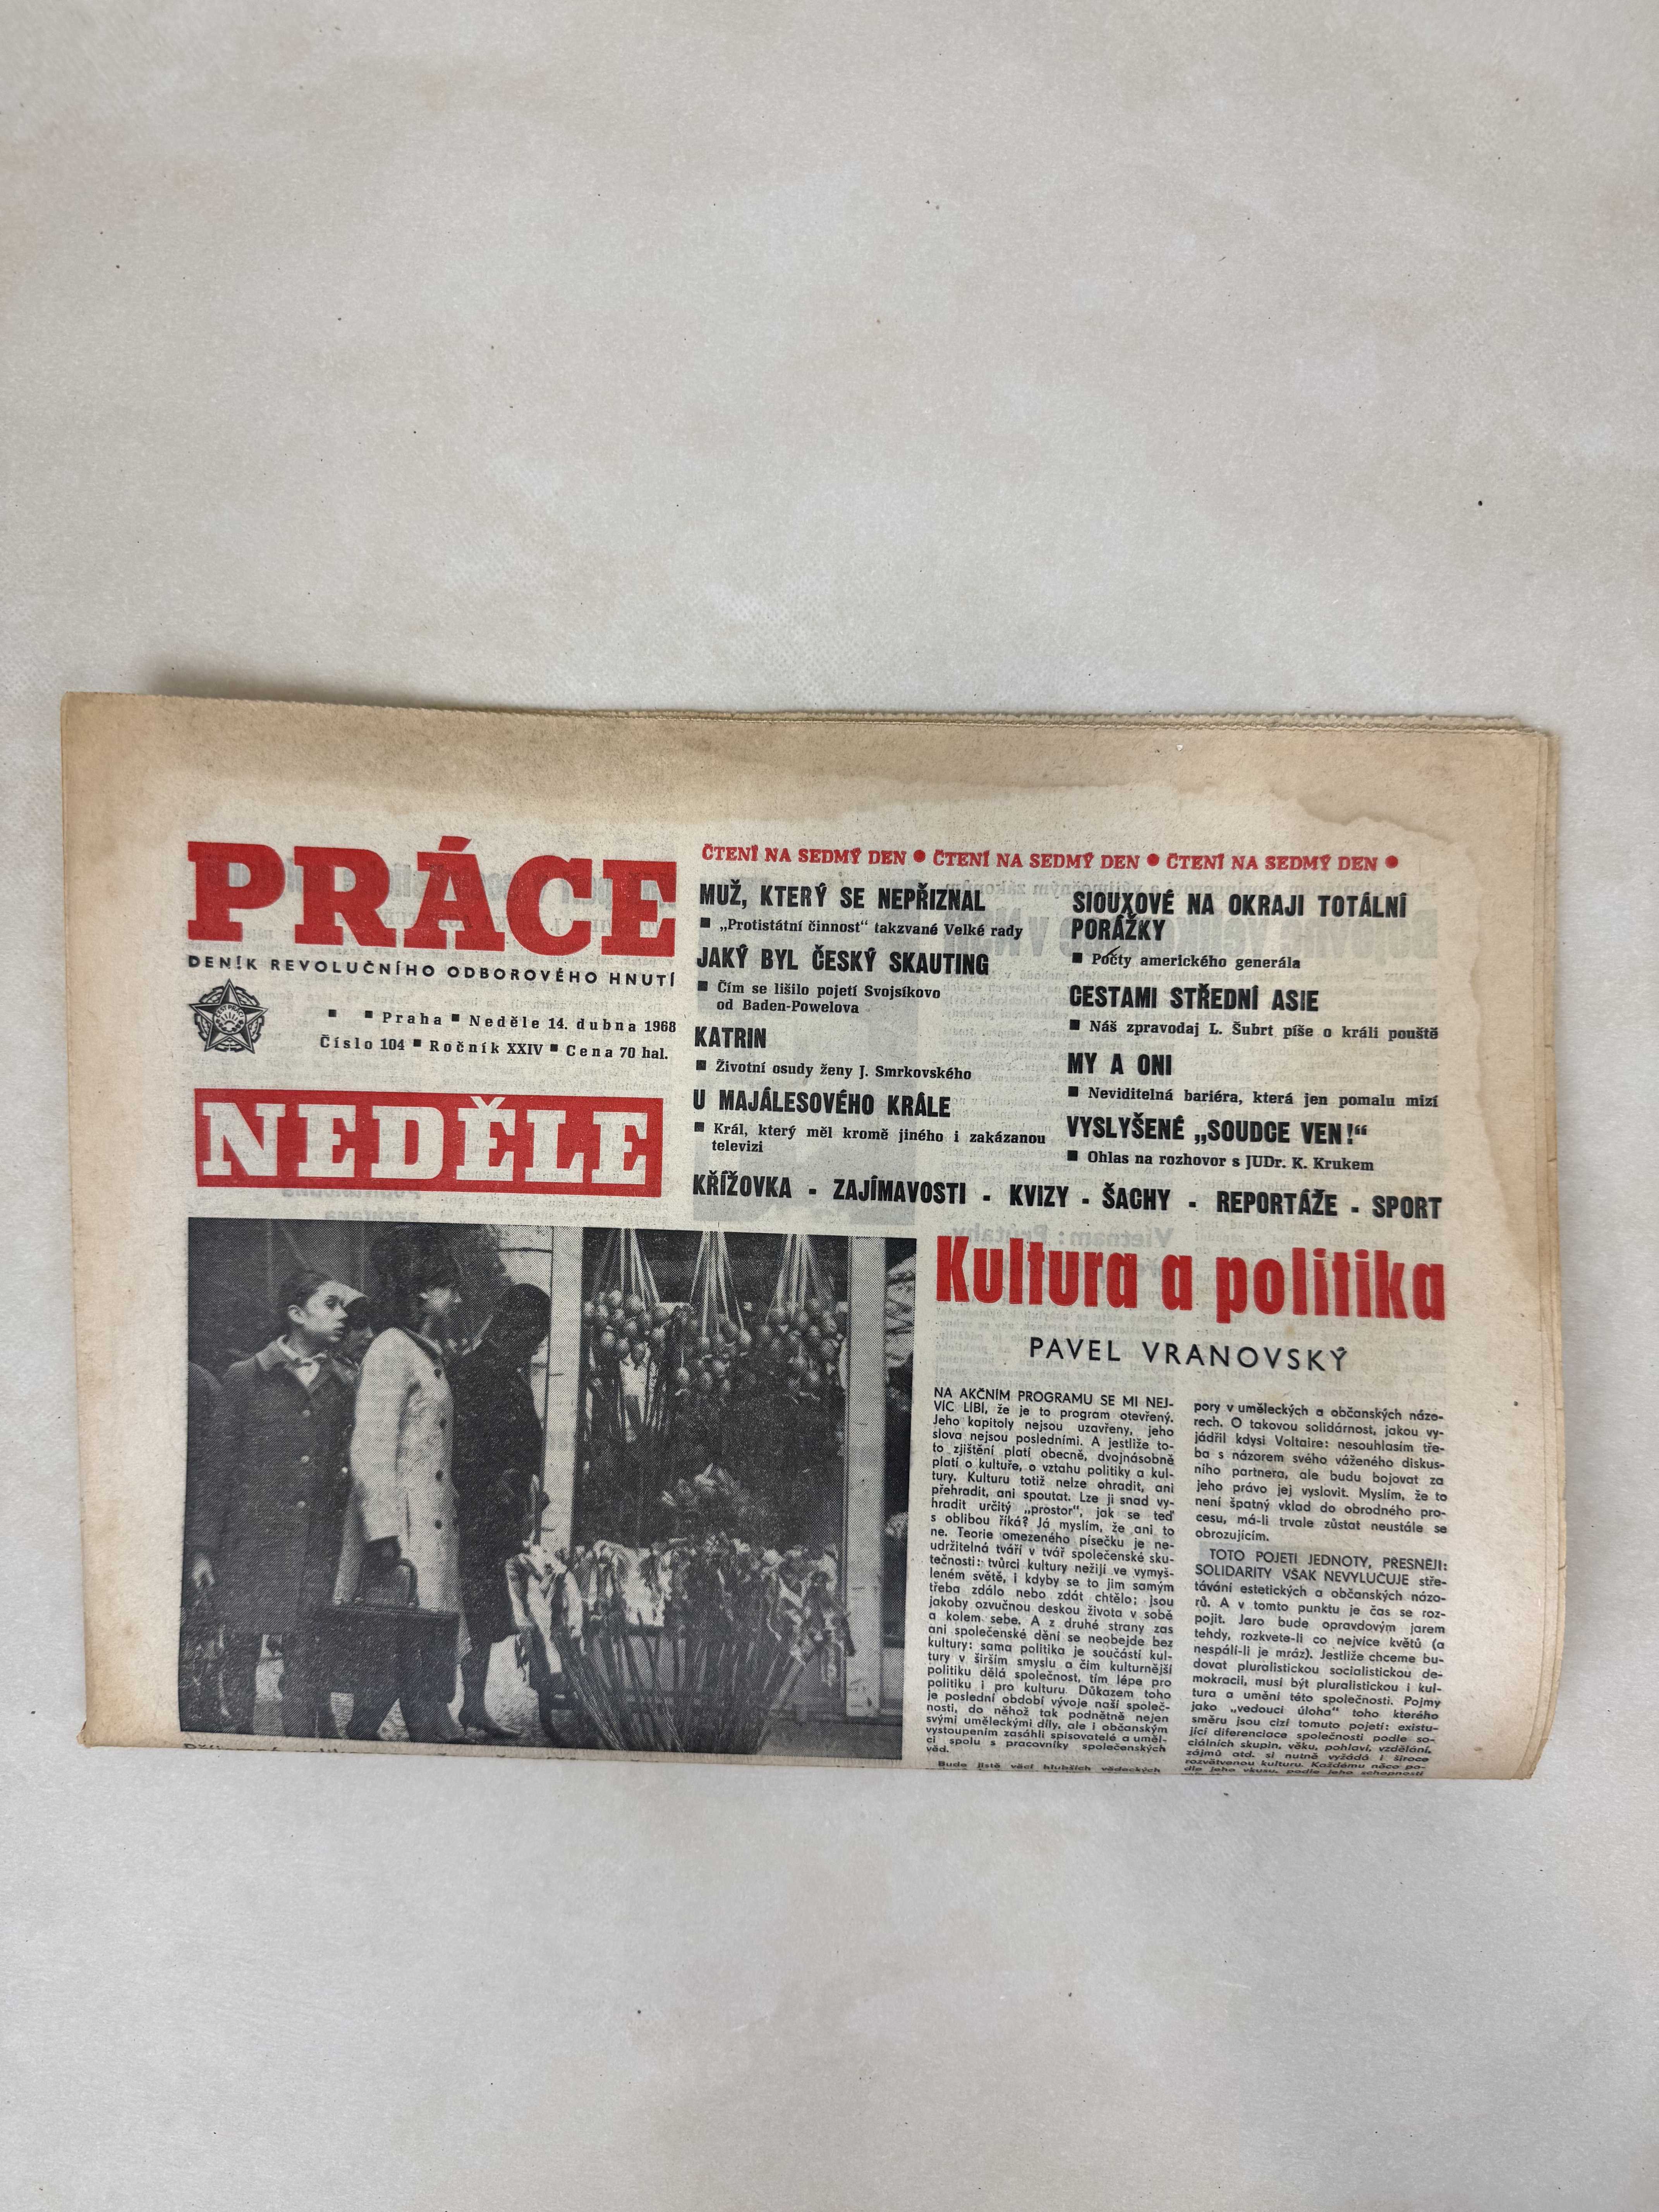 PRÁCE
DENÍK REVOLUČNÍHO ODBOROVÉHO HNUTÍ
■ ■ Praha ■ Neděle 14. dubna 1968
Číslo 104 ■ Ročník XXIV ■ Cena 70 hal.
NEDĚLE
ČTENÍ NA SEDMÝ DEN ● ČTENÍ NA SEDMÝ DEN ● ČTENÍ NA SEDMÝ DEN ●
MUŽ, KTERÝ SE NEPŘIZNAL
■ „Protistátní činnost“ takzvané Velké rady
JAKÝ BYL ČESKÝ SKAUTING
■ Čím se lišilo pojetí Svojsíkovo
od Baden-Powelova
KATRIN
■ Životní osudy ženy J. Smrkovského
U MAJÁLESOVÉHO KRÁLE
■ Král, který měl kromě jiného i zakázanou
televizi
SIOUXOVÉ NA OKRAJI TOTÁLNÍ
PORÁŽKY
■ Počty amerického generála
CESTAMI STŘEDNÍ ASIE
■ Náš zpravodaj L. Šubrt píše o králi pouště
MY A ONI
■ Neviditelná bariéra, která jen pomalu mizí
VYSLYŠENÉ „SOUDCE VEN!“
■ Ohlas na rozhovor s JUDr. K. Krukem
KŘÍŽOVKA - ZAJÍMAVOSTI - KVIZY - ŠACHY - REPORTÁŽE - SPORT
Kultura a politika
PAVEL VRANOVSKÝ
NA AKČNÍM PROGRAMU SE MI NEJ-
VÍC LÍBÍ, že je to program otevřený.
Jeho kapitoly nejsou uzavřeny, jeho
slova nejsou posledními. A jestliže to-
to zjištění platí obecně, dvojnásobně
platí o kultuře, o vztahu politiky a kul-
tury. Kulturu totiž nelze ohradit, ani
přehradit, ani spoutat. Lze ji snad vy-
hradit určitý „prostor“, jak se teď
s oblibou říká? Já myslím, že ani to
ne. Teorie omezeného písečku je ne-
udržitelná tváří v tvář společenské sku-
tečnosti: tvůrci kultury nežijí ve vymyš-
leném světě, i kdyby se to jim samým
třeba zdálo nebo zdát chtělo; jsou
jakoby ozvučnou deskou života v sobě
a kolem sebe. A z druhé strany zas
ani společenské dění se neobejde bez
kultury: sama politika je součástí kul-
tury v širším smyslu a čím kulturnější
politiku dělá společnost, tím lépe pro
politiku i pro kulturu. Důkazem toho
je poslední období vývoje naší společ-
nosti, do něhož tak podnětně nejen
svými uměleckými díly, ale i občanským
vystoupením zasáhli spisovatelé a uměl-
ci spolu s pracovníky společenských
věd.
Bude jistě věcí hlubších vědeckých
pory v uměleckých a občanských názo-
rech. O takovou solidárnost, jakou vy-
jádřil kdysi Voltaire: nesouhlasím tře-
ba s názorem svého váženého diskus-
ního partnera, ale budu bojovat za
jeho právo jej vyslovit. Myslím, že to
není špatný vklad do obrodného pro-
cesu, má-li trvale zůstat neustále se
obrozujícím.
TOTO POJETÍ JEDNOTY, PŘESNĚJI:
SOLIDARITY VŠAK NEVYLUČUJE stře-
távání estetických a občanských názo-
rů. A v tomto punktu je čas se roz-
pojit. Jaro bude opravdovým jarem
tehdy, rozkvete-li co nejvíce květů (a
nespálí-li je mráz). Jestliže chceme bu-
dovat pluralistickou socialistickou de-
mokracii, musí být pluralistickou i kul-
tura a umění této společnosti. Pojmy
jako „vedoucí úloha“ toho kterého
směru jsou cizí tomuto pojetí: existu-
jící diferenciace společnosti podle so-
ciálních skupin, věku, pohlaví, vzdělání,
zájmů atd. si nutně vyžádá i široce
rozvětvenou kulturu. Každému něco po-
dle jeho vkusu, podle jeho schopností